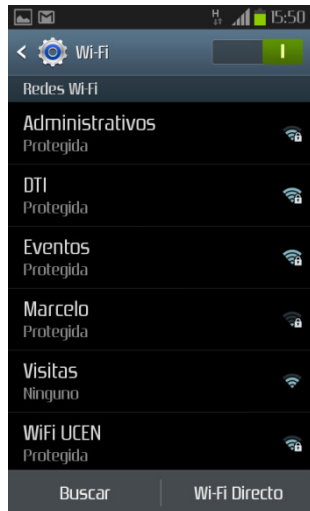 H 15:50
Wi-Fi
Redes Wi-Fi
Administrativos
Protegida
DTI
Protegida
Eventos
Protegida
Marcelo
Protegida
Visitas
Ninguno
WiFi UCEN
Protegida
Buscar Wi-Fi Directo